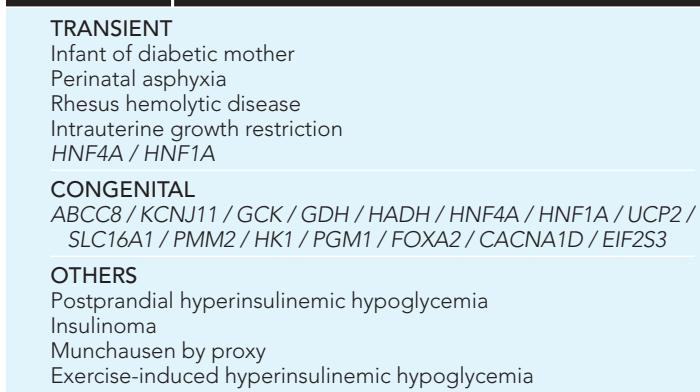 TRANSIENT
Infant of diabetic mother
Perinatal asphyxia
Rhesus hemolytic disease
Intrauterine growth restriction
HNF4A / HNF1A
CONGENITAL
ABCC8 / KCNJ11 / GCK / GDH / HADH / HNF4A / HNF1A / UCP2 /
SLC16A1 / PMM2 / HK1 / PGM1 / FOXA2 / CACNA1D / EIF2S3
OTHERS
Postprandial hyperinsulinemic hypoglycemia
Insulinoma
Munchausen by proxy
Exercise-induced hyperinsulinemic hypoglycemia